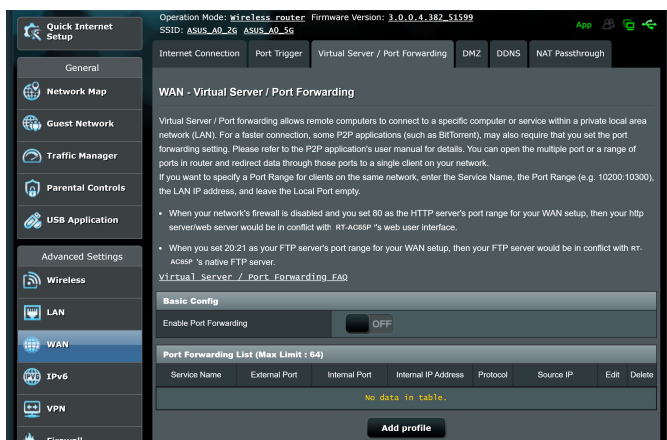 Quick Internet
Setup
General
Network Map
Guest Network
Traffic Manager
Parental Controls
USB Application
Advanced Settings
Wireless
LAN
WAN
IPv6
VPN
Firewall
Operation Mode: Wireless router Firmware Version: 3.0.0.4.382_51599
SSID: ASUS_A0_2G ASUS_A0_5G
App
Internet Connection Port Trigger Virtual Server / Port Forwarding DMZ DDNS NAT Passthrough
WAN - Virtual Server / Port Forwarding
Virtual Server / Port forwarding allows remote computers to connect to a specific computer or service within a private local area
network (LAN). For a faster connection, some P2P applications (such as BitTorrent), may also require that you set the port
forwarding setting. Please refer to the P2P application's user manual for details. You can open the multiple port or a range of
ports in router and redirect data through those ports to a single client on your network.
If you want to specify a Port Range for clients on the same network, enter the Service Name, the Port Range (e.g. 10200:10300),
the LAN IP address, and leave the Local Port empty.
• When your network's firewall is disabled and you set 80 as the HTTP server's port range for your WAN setup, then your http
server/web server would be in conflict with RT-AC65P "s web user interface.
• When you set 20:21 as your FTP server's port range for your WAN setup, then your FTP server would be in conflict with RT-
AC65P 's native FTP server.
Virtual Server / Port Forwarding FAQ
Basic Config
Enable Port Forwarding OFF
Port Forwarding List (Max Limit : 64)
Service Name External Port Internal Port Internal IP Address Protocol Source IP Edit Delete
No data in table.
Add profile